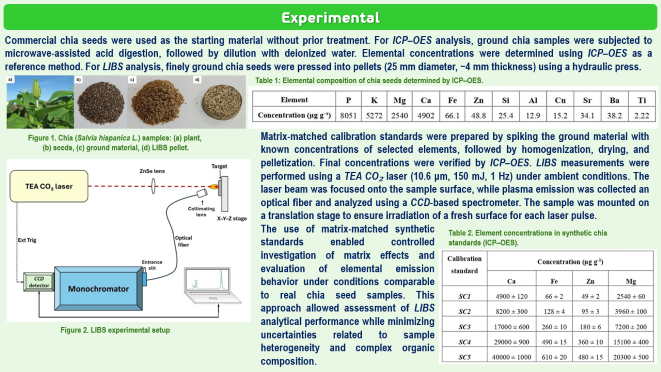 Experimental
Commercial chia seeds were used as the starting material without prior treatment. For ICP–OES analysis, ground chia samples were subjected to
microwave-assisted acid digestion, followed by dilution with deionized water. Elemental concentrations were determined using ICP–OES as a
reference method. For LIBS analysis, finely ground chia seeds were pressed into pellets (25 mm diameter, ~4 mm thickness) using a hydraulic press.
a) b) c) d)
Figure 1. Chia (Salvia hispanica L.) samples: (a) plant,
(b) seeds, (c) ground material, (d) LIBS pellet.
Table 1: Elemental composition of chia seeds determined by ICP–OES.
Element P K Mg Ca Fe Zn Si Al Cu Sr Ba Ti
Concentration (µg g⁻¹) 8051 5272 2540 4902 66.1 48.8 25.4 12.9 15.2 34.1 38.2 2.22
TEA CO₂ laser
ZnSe lens
Target
Collimating
lens
X-Y-Z stage
Optical
fiber
Ext Trig
Entrance
slit
CCD
detector
Monochromator
Figure 2. LIBS experimental setup
Matrix-matched calibration standards were prepared by spiking the ground material with
known concentrations of selected elements, followed by homogenization, drying, and
pelletization. Final concentrations were verified by ICP–OES. LIBS measurements were
performed using a TEA CO₂ laser (10.6 µm, 150 mJ, 1 Hz) under ambient conditions. The
laser beam was focused onto the sample surface, while plasma emission was collected an
optical fiber and analyzed using a CCD-based spectrometer. The sample was mounted on
a translation stage to ensure irradiation of a fresh surface for each laser pulse.
The use of matrix-matched synthetic
standards enabled controlled
investigation of matrix effects and
evaluation of elemental emission
behavior under conditions comparable
to real chia seed samples. This
approach allowed assessment of LIBS
analytical performance while minimizing
uncertainties related to sample
heterogeneity and complex organic
composition.
Table 2. Element concentrations in synthetic chia
standards (ICP–OES).
Calibration
standard
Concentration (µg g⁻¹)
Ca Fe Zn Mg
SC1 4900 ± 120 66 ± 2 49 ± 2 2540 ± 60
SC2 8200 ± 300 128 ± 4 95 ± 3 3960 ± 100
SC3 17000 ± 600 260 ± 10 180 ± 6 7200 ± 200
SC4 29000 ± 900 490 ± 15 360 ± 10 15100 ± 400
SC5 40000 ± 1000 610 ± 20 480 ± 15 20300 ± 500